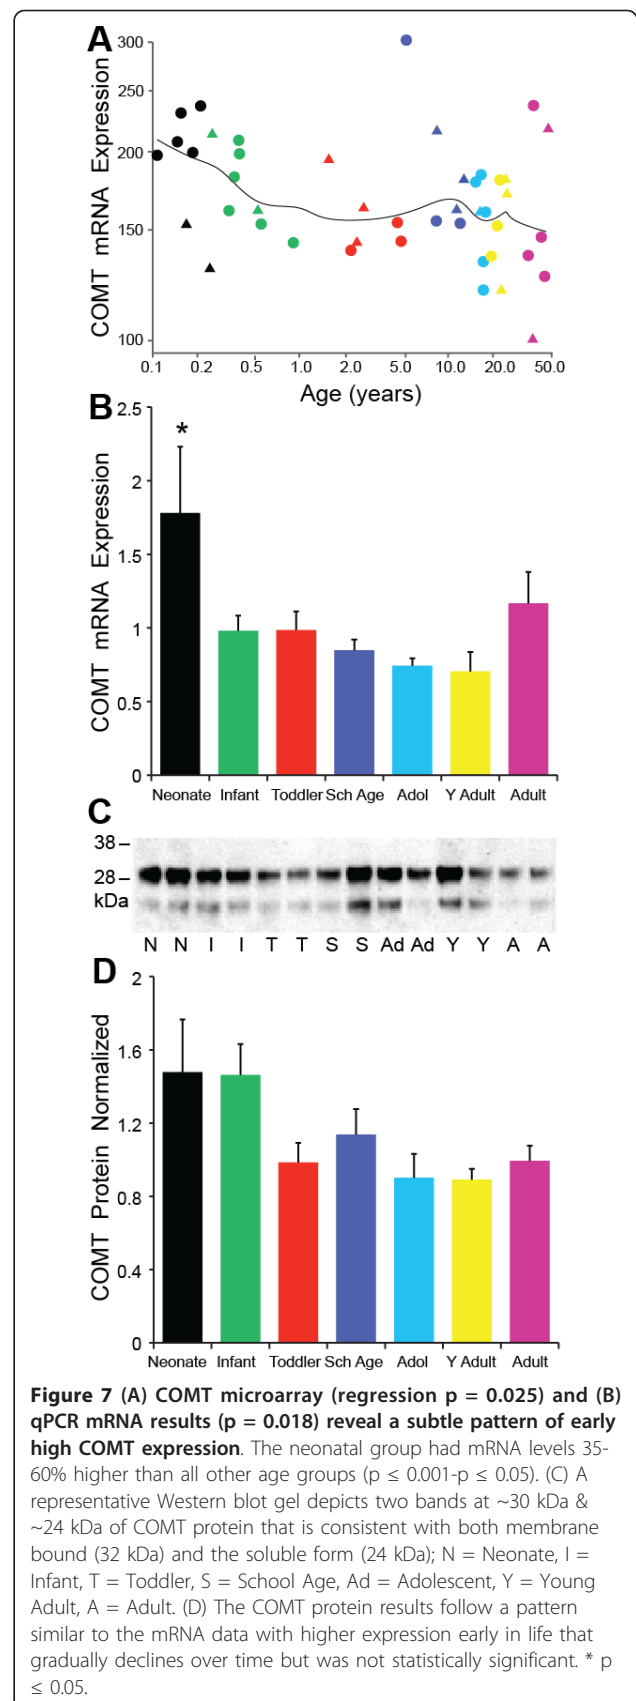 A
COMT mRNA Expression
300
250
200
150
100
0.1 0.2 0.5 1.0 2.0 5.0 10.0 20.0 50.0
Age (years)
B
COMT mRNA Expression
2.5
2
1.5
1
0.5
0
*
Neonate Infant Toddler Sch Age Adol Y Adult Adult
C
38
28
kDa
N N I I T T S S Ad Ad Y Y A A
D
COMT Protein Normalized
2
1.6
1.2
0.8
0.4
0
Neonate Infant Toddler Sch Age Adol Y Adult Adult
Figure 7 (A) COMT microarray (regression p = 0.025) and (B)
qPCR mRNA results (p = 0.018) reveal a subtle pattern of early
high COMT expression. The neonatal group had mRNA levels 35-
60% higher than all other age groups (p ≤ 0.001-p ≤ 0.05). (C) A
representative Western blot gel depicts two bands at ~30 kDa &
~24 kDa of COMT protein that is consistent with both membrane
bound (32 kDa) and the soluble form (24 kDa); N = Neonate, I =
Infant, T = Toddler, S = School Age, Ad = Adolescent, Y = Young
Adult, A = Adult. (D) The COMT protein results follow a pattern
similar to the mRNA data with higher expression early in life that
gradually declines over time but was not statistically significant. * p
≤ 0.05.